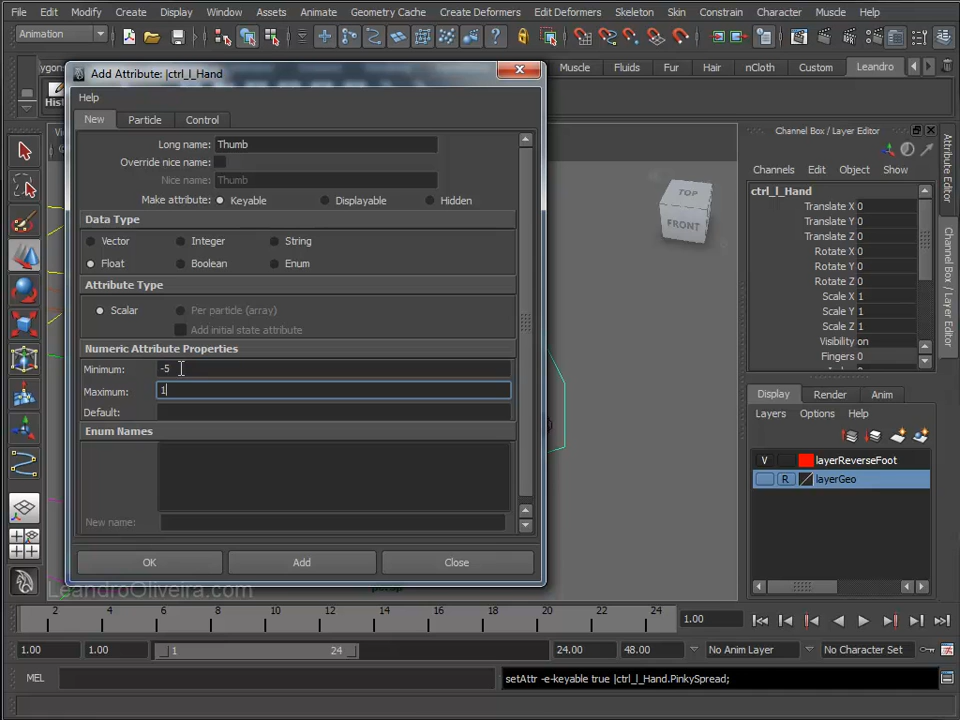 File Edit Modify Create Display Window Assets Animate Geometry Cache Create Deformers Edit Deformers Skeleton Skin Constrain Character Muscle Help
Animation
Muscle Fluids Fur Hair nCloth Custom Leandro
Add Attribute: |ctrl_l_Hand
Help
New Particle Control
Long name: Thumb
Override nice name:
Nice name: Thumb
Make attribute: Keyable Displayable Hidden
Data Type
Vector Integer String
Float Boolean Enum
Attribute Type
Scalar Per particle (array)
Add initial state attribute
Numeric Attribute Properties
Minimum: -5
Maximum: 1
Default:
Enum Names
New name:
OK Add Close
TOP
FRONT
Channel Box / Layer Editor
Channels Edit Object Show
ctrl_l_Hand
Translate X 0
Translate Y 0
Translate Z 0
Rotate X 0
Rotate Y 0
Rotate Z 0
Scale X 1
Scale Y 1
Scale Z 1
Visibility on
Fingers 0
Display Render Anim
Layers Options Help
V layerReverseFoot
R layerGeo
Attribute Editor
Channel Box / Layer Editor
LeandroOliveira.com
2 4 6 8 10 12 14 16 18 20 22 24
1.00
1.00 1.00 1 24 24.00 48.00 No Anim Layer No Character Set
MEL setAttr -e-keyable true |ctrl_l_Hand.PinkySpread;